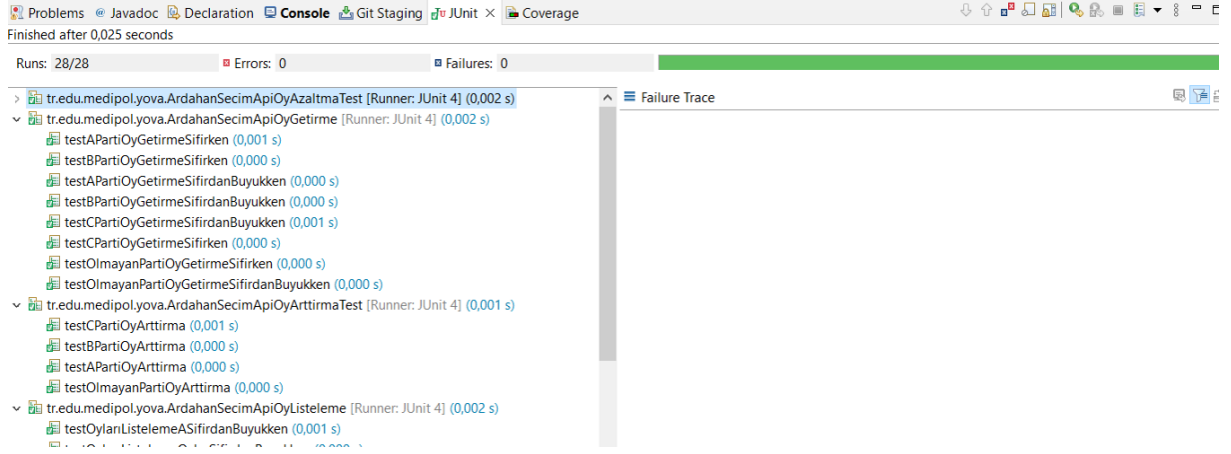 Problems @ Javadoc Declaration Console Git Staging JUnit × Coverage
Finished after 0,025 seconds
Runs: 28/28 Errors: 0 Failures: 0
tr.edu.medipol.yova.ArdahanSecimApiOyAzaltmaTest [Runner: JUnit 4] (0,002 s)
Failure Trace
tr.edu.medipol.yova.ArdahanSecimApiOyGetirme [Runner: JUnit 4] (0,002 s)
testAPartiOyGetirmeSifirken (0,001 s)
testBPartiOyGetirmeSifirken (0,000 s)
testAPartiOyGetirmeSifirdanBuyukken (0,000 s)
testBPartiOyGetirmeSifirdanBuyukken (0,000 s)
testCPartiOyGetirmeSifirdanBuyukken (0,001 s)
testCPartiOyGetirmeSifirken (0,000 s)
testOlmayanPartiOyGetirmeSifirken (0,000 s)
testOlmayanPartiOyGetirmeSifirdanBuyukken (0,000 s)
tr.edu.medipol.yova.ArdahanSecimApiOyArttirmaTest [Runner: JUnit 4] (0,001 s)
testCPartiOyArttirma (0,001 s)
testBPartiOyArttirma (0,000 s)
testAPartiOyArttirma (0,000 s)
testOlmayanPartiOyArttirma (0,000 s)
tr.edu.medipol.yova.ArdahanSecimApiOyListeleme [Runner: JUnit 4] (0,002 s)
testOylarıListelemeASifirdanBuyukken (0,001 s)